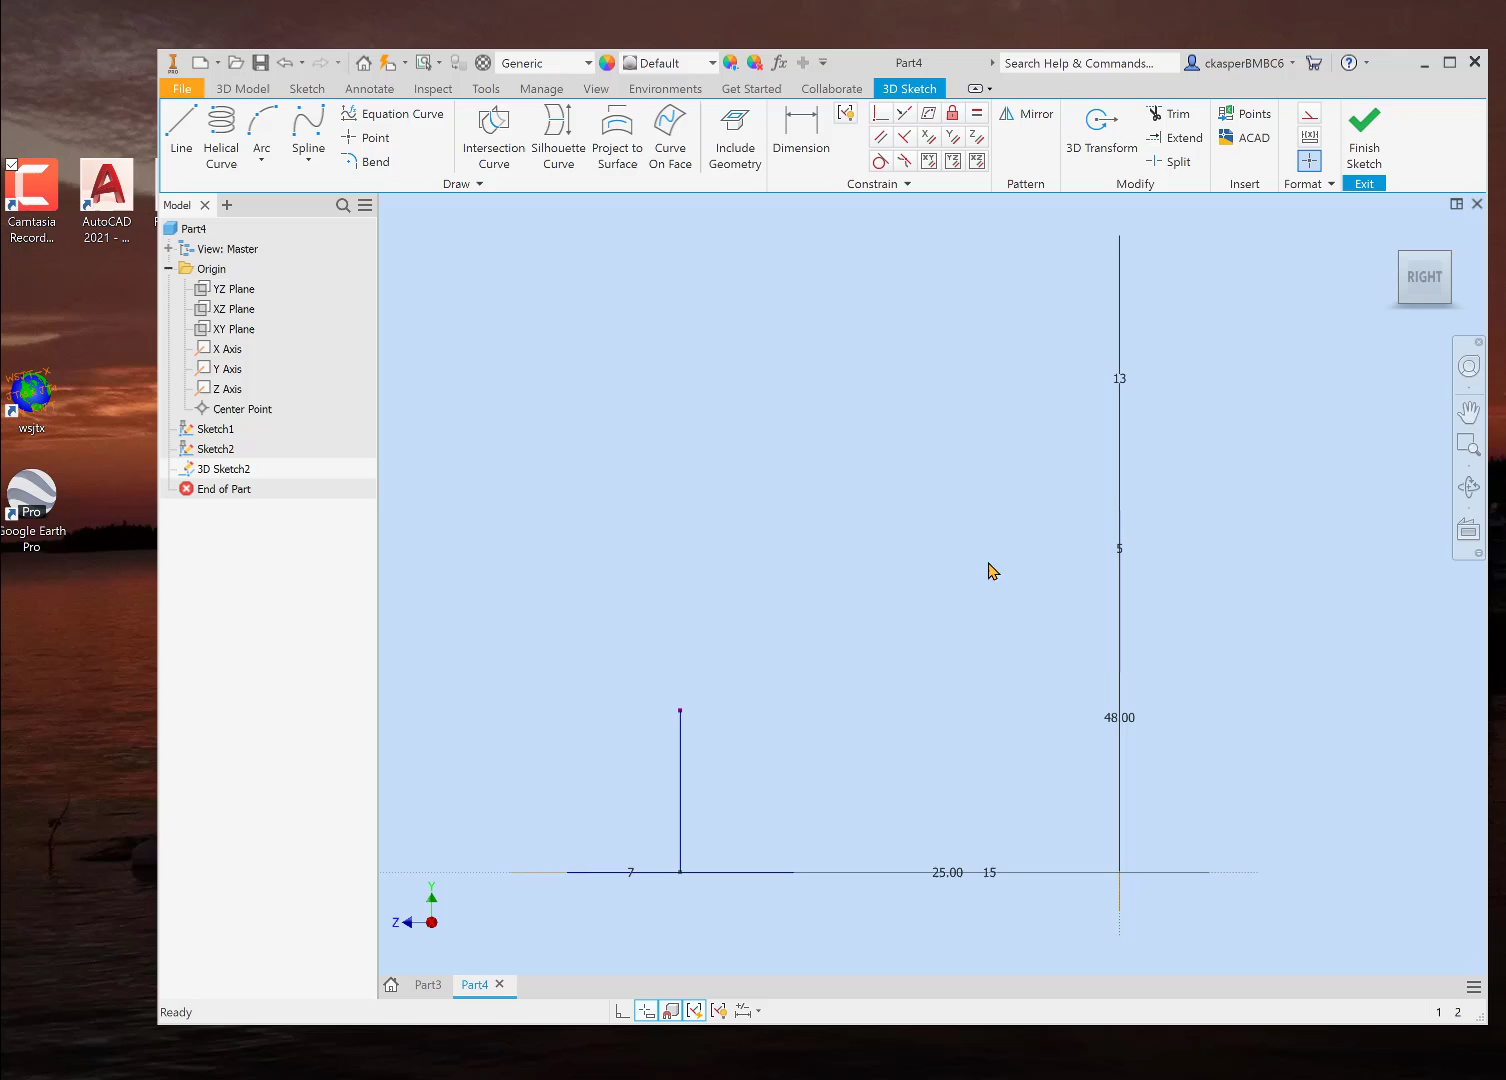 PRO
Generic
Default
fx
Part4
Search Help & Commands...
ckasperBMBC6
File
3D Model
Sketch
Annotate
Inspect
Tools
Manage
View
Environments
Get Started
Collaborate
3D Sketch
Line
Helical
Curve
Arc
Spline
Equation Curve
Point
Bend
Draw
Intersection
Curve
Silhouette
Curve
Project to
Surface
Curve
On Face
Include
Geometry
Dimension
Constrain
Mirror
Pattern
3D Transform
Trim
Extend
Split
Modify
Points
ACAD
Insert
Format
Finish
Sketch
Exit
Camtasia
Record...
AutoCAD
2021 - ...
wsjtx
Pro
Google Earth
Pro
Model
Part4
View: Master
Origin
YZ Plane
XZ Plane
XY Plane
X Axis
Y Axis
Z Axis
Center Point
Sketch1
Sketch2
3D Sketch2
End of Part
RIGHT
13
5
48.00
7
25.00
15
Y
Z
Part3
Part4
Ready
1 2